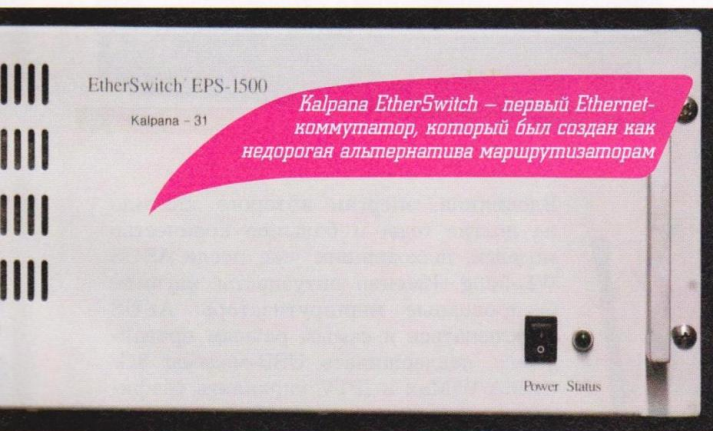 EtherSwitch® EPS-1500
Kalpana – 31
Kalpana EtherSwitch – первый Ethernet-
коммутатор, который был создан как
недорогая альтернатива маршрутизаторам
Power Status